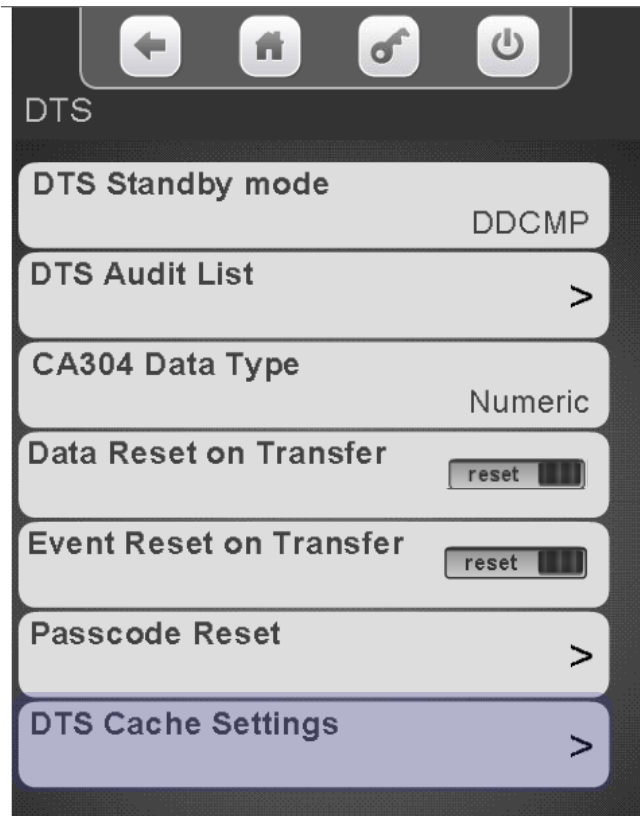 DTS
DTS Standby mode
DDCMP
DTS Audit List
>
CA304 Data Type
Numeric
Data Reset on Transfer
reset
Event Reset on Transfer
reset
Passcode Reset
>
DTS Cache Settings
>